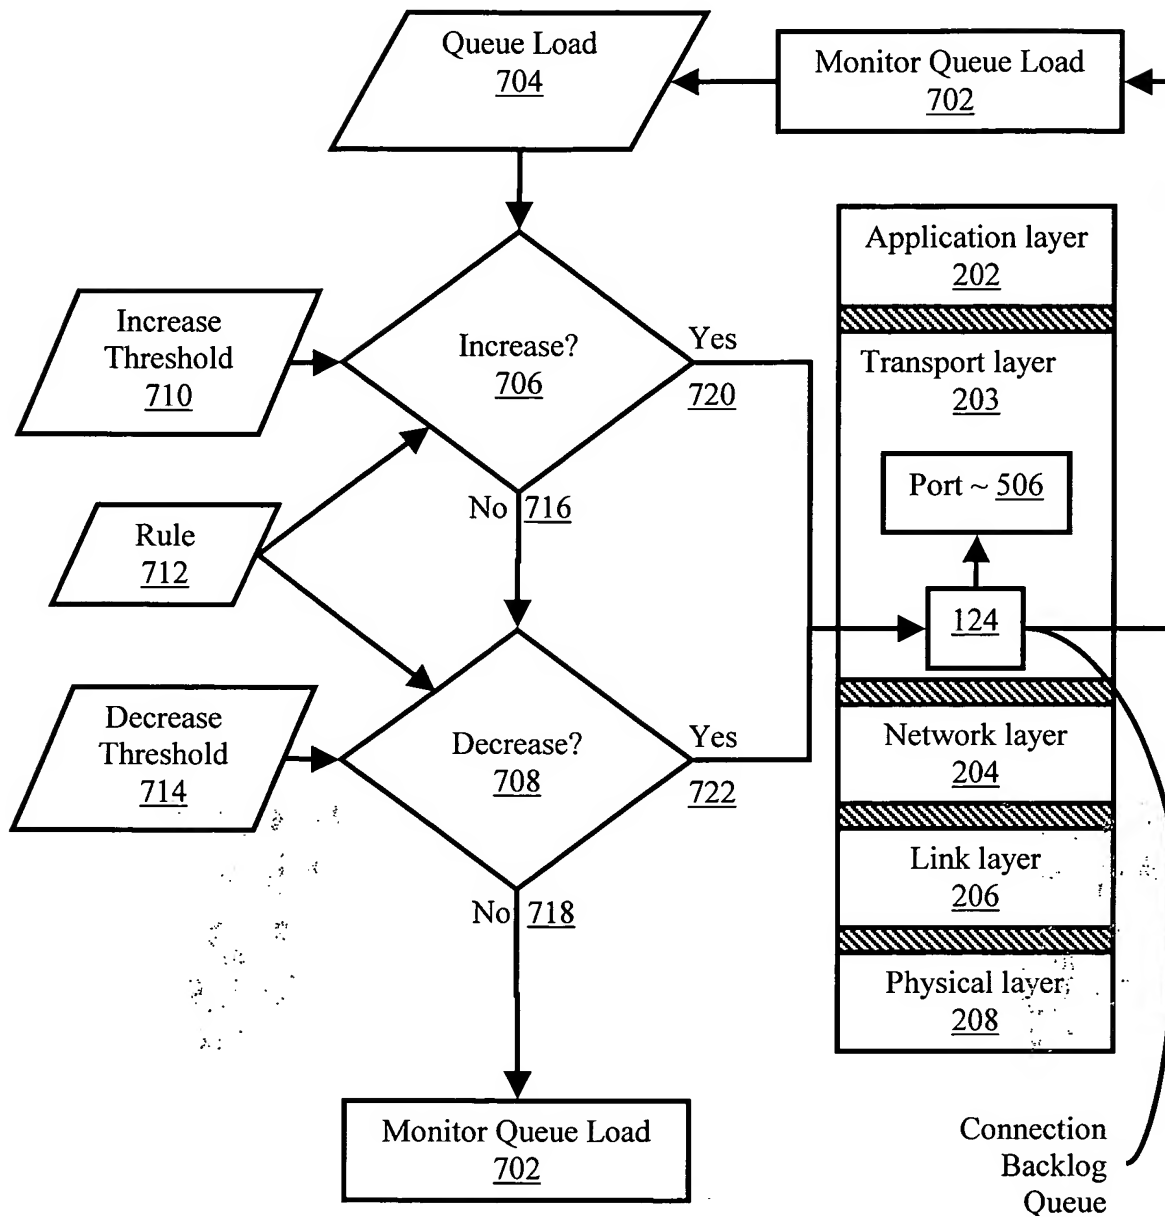 Queue Load
704
Monitor Queue Load
702
Application layer
202
Increase
Threshold
710
Increase?
706
Yes
720
Transport layer
203
Port ~ 506
No 716
Rule
712
124
Decrease
Threshold
714
Decrease?
708
Yes
722
Network layer
204
Link layer
206
No 718
Physical layer
208
Monitor Queue Load
702
Connection
Backlog
Queue